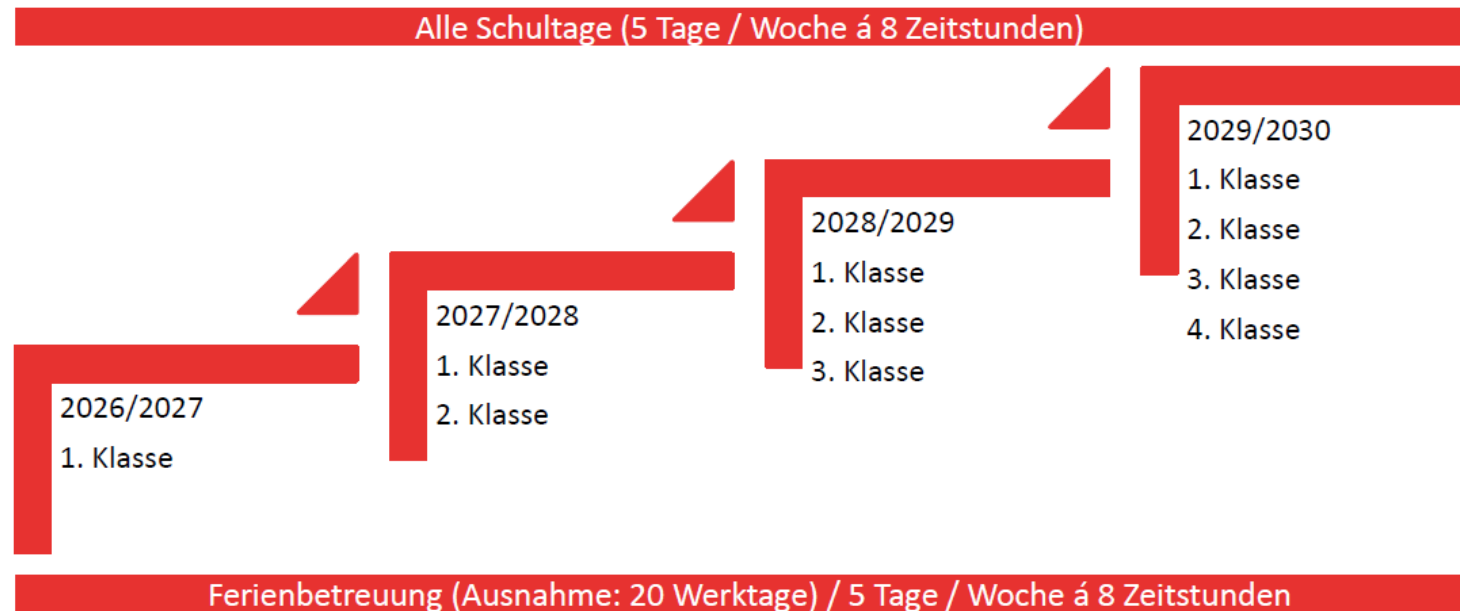 Alle Schultage (5 Tage / Woche á 8 Zeitstunden)
2026/2027
1. Klasse
2027/2028
1. Klasse
2. Klasse
2028/2029
1. Klasse
2. Klasse
3. Klasse
2029/2030
1. Klasse
2. Klasse
3. Klasse
4. Klasse
Ferienbetreuung (Ausnahme: 20 Werktage) / 5 Tage / Woche á 8 Zeitstunden